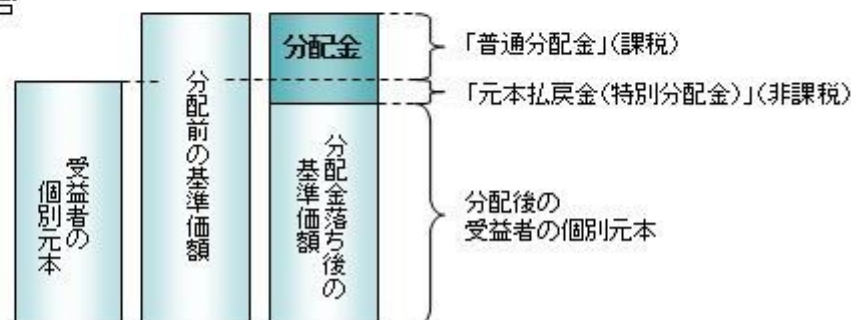 受益者の
個別元本
分配前の基準価額
分配金
分配金落ち後の
基準価額
「普通分配金」(課税)
「元本払戻金(特別分配金)」(非課税)
分配後の
受益者の個別元本